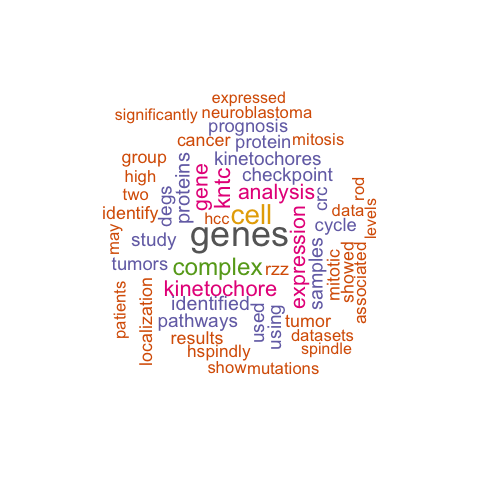 expressed
significantly neuroblastoma
prognosis
cancer protein mitosis
group kinetochores
high gene kntc checkpoint
two degs proteins analysis crc rod
identify hcc cell data levels
may study genes expression cycle
tumors complex rzz samples mitotic showed associated
kinetochore
patients localization identified used using
pathways tumor
results datasets
hspindly spindle
show mutations